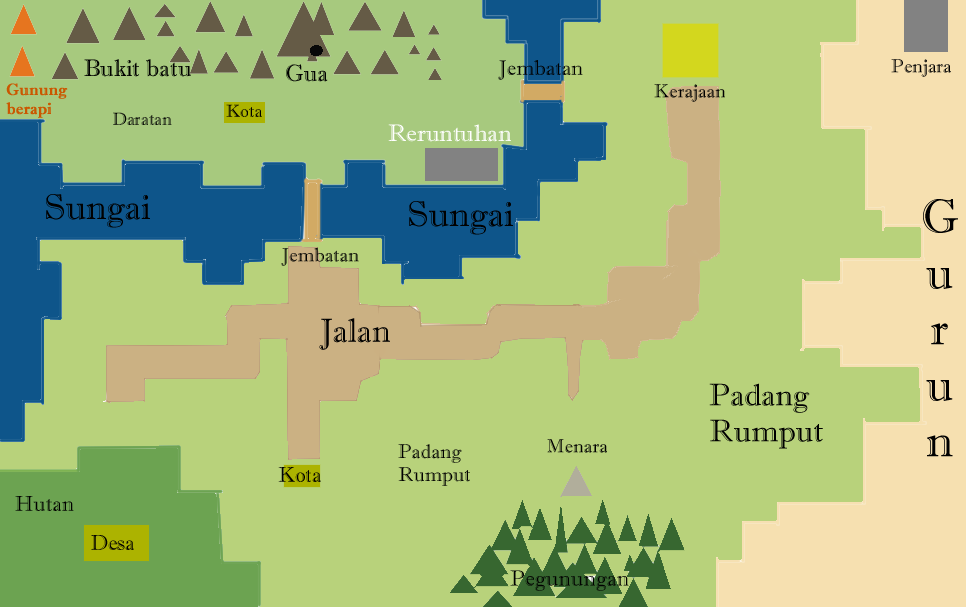 Bukit batu
Gua
Jembatan
Penjara
Gunung
berapi
Kerajaan
Kota
Daratan
Reruntuhan
Sungai
Sungai
Gurun
Jembatan
Jalan
Padang
Rumput
Menara
Padang
Rumput
Kota
Hutan
Desa
Pegunungan